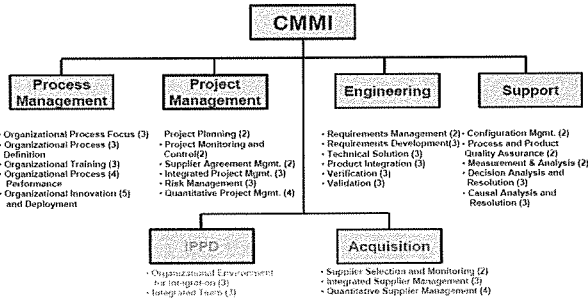 CMMI
Process
Management
Project
Management
Engineering
Support
• Organizational Process Focus (3)
• Organizational Process (3)
Definition
• Organizational Training (3)
• Organizational Process (4)
Performance
• Organizational Innovation (5)
and Deployment
Project Planning (2)
• Project Monitoring and
Control(2)
• Supplier Agreement Mgmt. (2)
• Integrated Project Mgmt. (3)
• Risk Management (3)
• Quantitative Project Mgmt. (4)
• Requirements Management (2)
• Requirements Development(3)
• Technical Solution (3)
• Product Integration (3)
• Verification (3)
• Validation (3)
• Configuration Mgmt. (2)
• Process and Product
Quality Assurance (2)
• Measurement & Analysis (2)
• Decision Analysis and
Resolution (3)
• Causal Analysis and
Resolution (3)
IPPD
• Organizational Environment
for Integration (3)
• Integrated Team (3)
Acquisition
• Supplier Selection and Monitoring (2)
• Integrated Supplier Management (3)
• Quantitative Supplier Management (4)